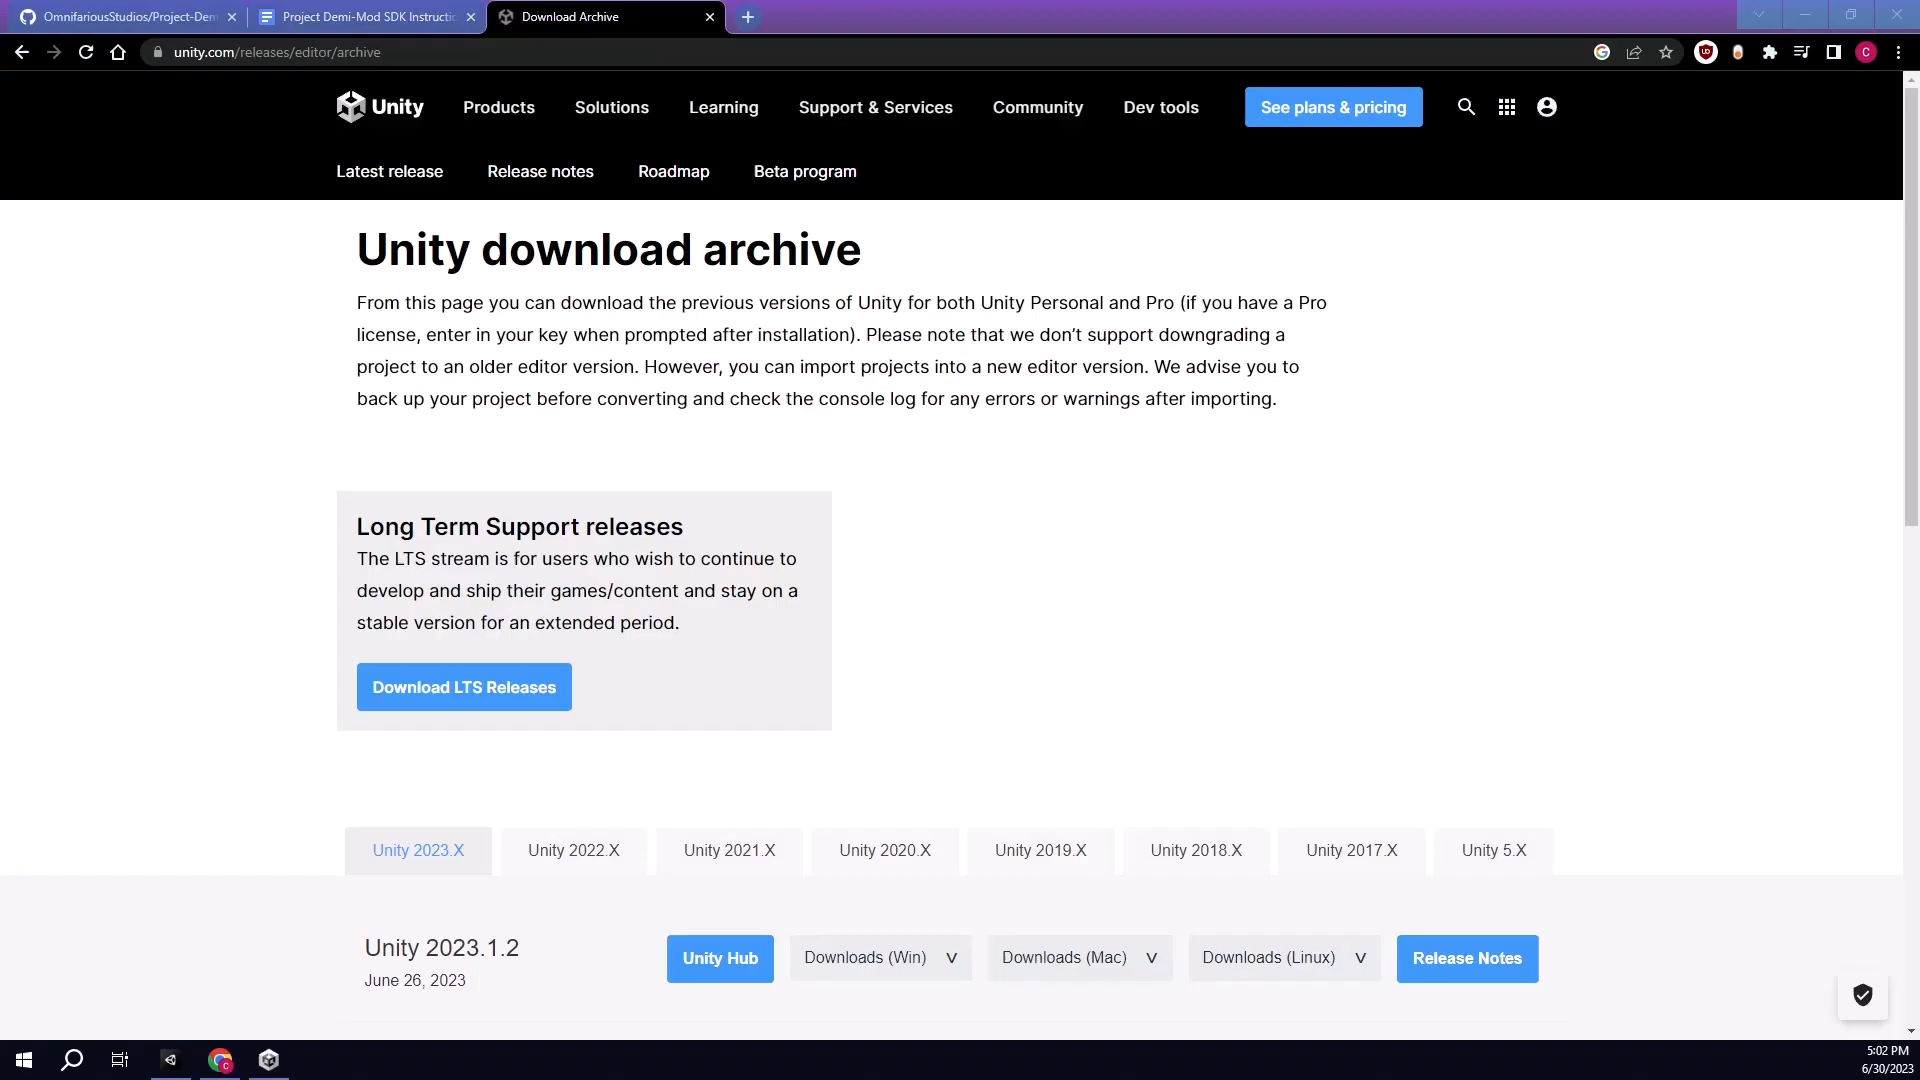 OmnifariousStudios/Project-Dem
Project Demi-Mod SDK Instructi
Download Archive
unity.com/releases/editor/archive
C
Unity
Products
Solutions
Learning
Support & Services
Community
Dev tools
See plans & pricing
Latest release
Release notes
Roadmap
Beta program
Unity download archive
From this page you can download the previous versions of Unity for both Unity Personal and Pro (if you have a Pro
license, enter in your key when prompted after installation). Please note that we don’t support downgrading a
project to an older editor version. However, you can import projects into a new editor version. We advise you to
back up your project before converting and check the console log for any errors or warnings after importing.
Long Term Support releases
The LTS stream is for users who wish to continue to
develop and ship their games/content and stay on a
stable version for an extended period.
Download LTS Releases
Unity 2023.X
Unity 2022.X
Unity 2021.X
Unity 2020.X
Unity 2019.X
Unity 2018.X
Unity 2017.X
Unity 5.X
Unity 2023.1.2
June 26, 2023
Unity Hub
Downloads (Win)
Downloads (Mac)
Downloads (Linux)
Release Notes
5:02 PM
6/30/2023